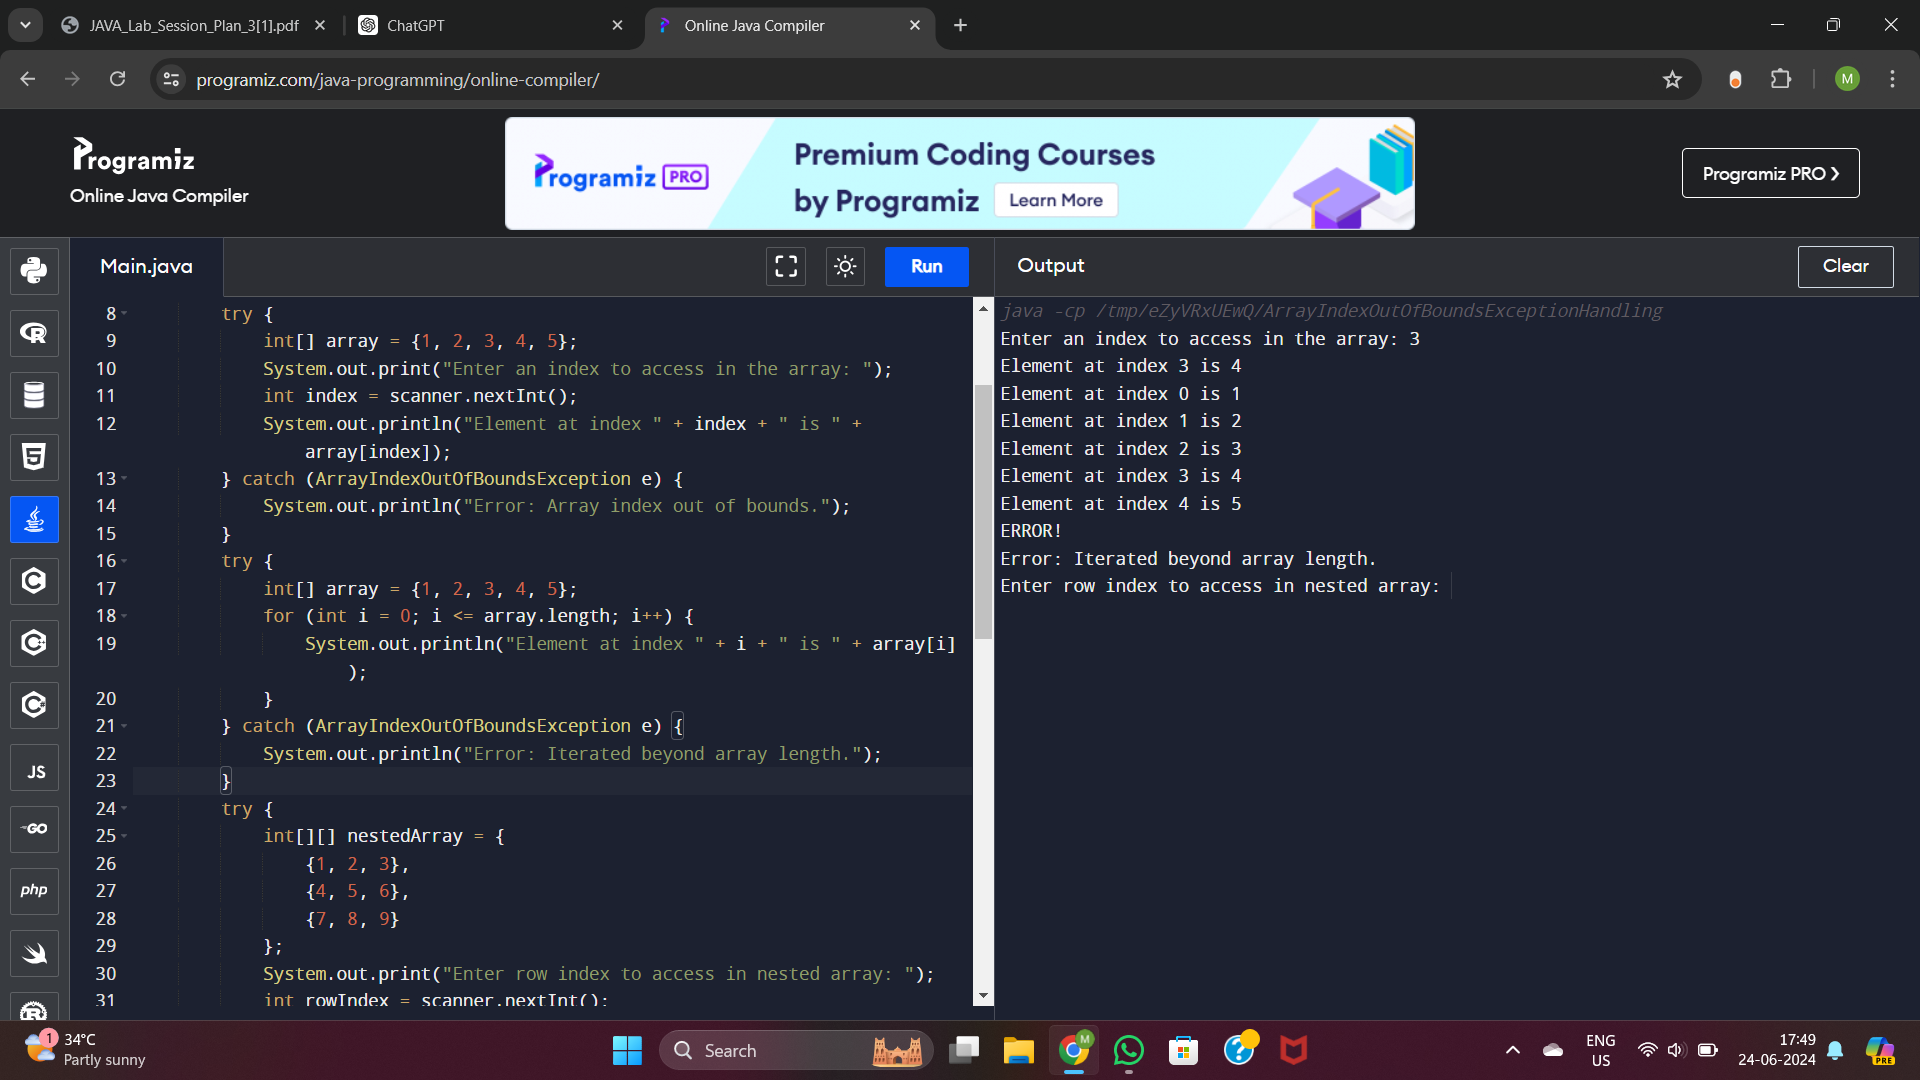 JAVA_Lab_Session_Plan_3[1].pdf
ChatGPT
Online Java Compiler
programiz.com/java-programming/online-compiler/
M
Programiz
Online Java Compiler
Programiz PRO
Premium Coding Courses
by Programiz
Learn More
Programiz PRO ❯
Main.java
Run
Output
Clear
8 try {
9 int[] array = {1, 2, 3, 4, 5};
10 System.out.print("Enter an index to access in the array: ");
11 int index = scanner.nextInt();
12 System.out.println("Element at index " + index + " is " +
array[index]);
13 } catch (ArrayIndexOutOfBoundsException e) {
14 System.out.println("Error: Array index out of bounds.");
15 }
16 try {
17 int[] array = {1, 2, 3, 4, 5};
18 for (int i = 0; i <= array.length; i++) {
19 System.out.println("Element at index " + i + " is " + array[i]
);
20 }
21 } catch (ArrayIndexOutOfBoundsException e) {
22 System.out.println("Error: Iterated beyond array length.");
23 }
24 try {
25 int[][] nestedArray = {
26 {1, 2, 3},
27 {4, 5, 6},
28 {7, 8, 9}
29 };
30 System.out.print("Enter row index to access in nested array: ");
31 int rowIndex = scanner.nextInt();
java -cp /tmp/eZyVRxUEwQ/ArrayIndexOutOfBoundsExceptionHandling
Enter an index to access in the array: 3
Element at index 3 is 4
Element at index 0 is 1
Element at index 1 is 2
Element at index 2 is 3
Element at index 3 is 4
Element at index 4 is 5
ERROR!
Error: Iterated beyond array length.
Enter row index to access in nested array:
JS
GO
php
1
34°C
Partly sunny
Search
M
ENG
US
17:49
24-06-2024
PRE